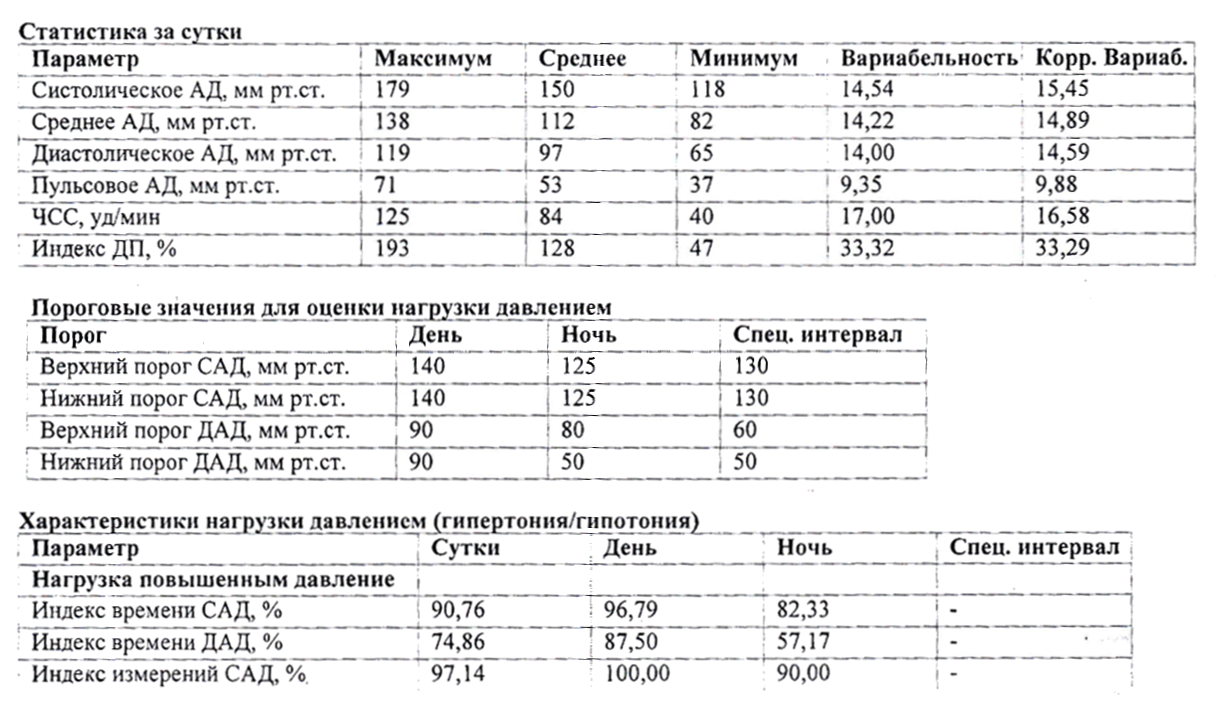 Статистика за сутки
Параметр Максимум Среднее Минимум Вариабельность Корр. Вариаб.
Систолическое АД, мм рт.ст. 179 150 118 14,54 15,45
Среднее АД, мм рт.ст. 138 112 82 14,22 14,89
Диастолическое АД, мм рт.ст. 119 97 65 14,00 14,59
Пульсовое АД, мм рт.ст. 71 53 37 9,35 9,88
ЧСС, уд/мин 125 84 40 17,00 16,58
Индекс ДП, % 193 128 47 33,32 33,29
Пороговые значения для оценки нагрузки давлением
Порог День Ночь Спец. интервал
Верхний порог САД, мм рт.ст. 140 125 130
Нижний порог САД, мм рт.ст. 140 125 130
Верхний порог ДАД, мм рт.ст. 90 80 60
Нижний порог ДАД, мм рт.ст. 90 50 50
Характеристики нагрузки давлением (гипертония/гипотония)
Параметр Сутки День Ночь Спец. интервал
Нагрузка повышенным давление
Индекс времени САД, % 90,76 96,79 82,33 -
Индекс времени ДАД, % 74,86 87,50 57,17 -
Индекс измерений САД, % 97,14 100,00 90,00 -